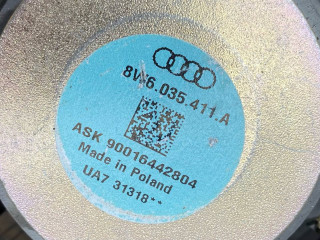 8W6.035.411.A
ASK 90016442804
Made in Poland
UA7 31318**